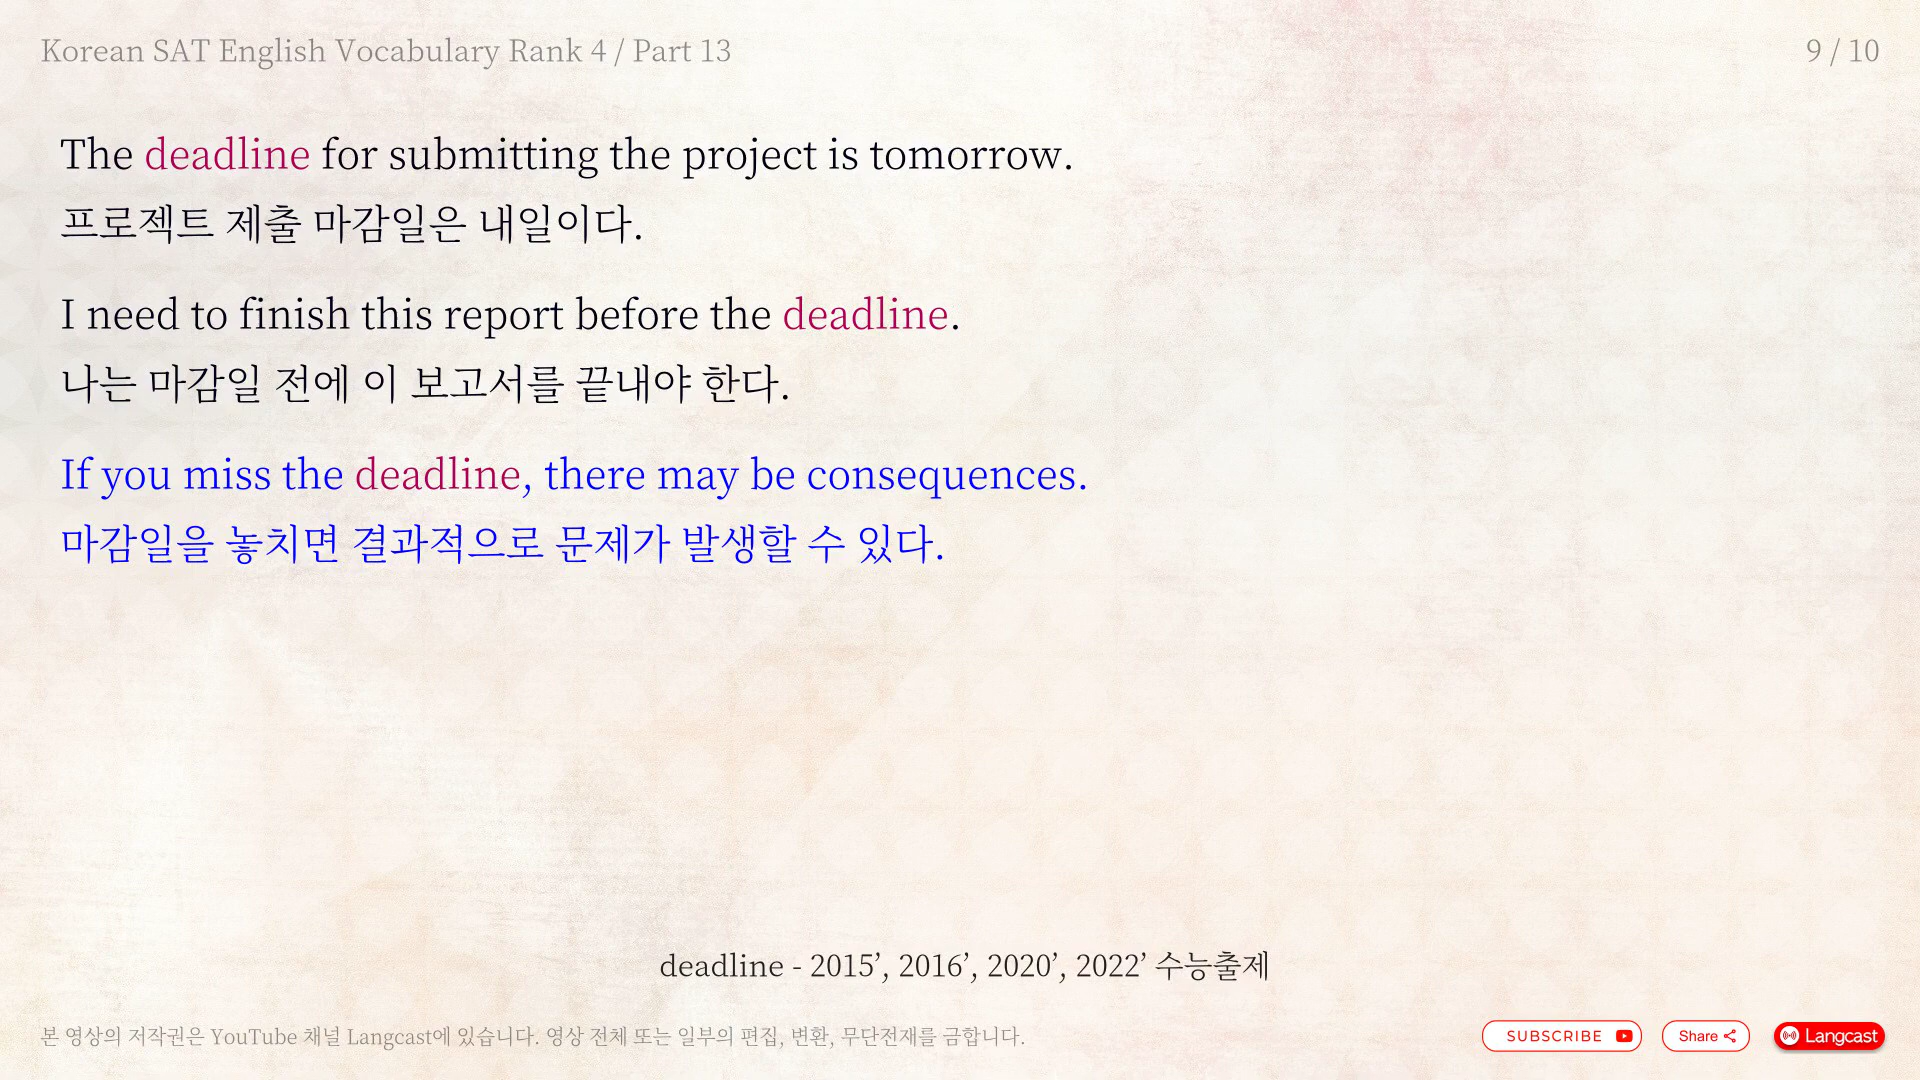 Korean SAT English Vocabulary Rank 4 / Part 13
9 / 10
The deadline for submitting the project is tomorrow.
프로젝트 제출 마감일은 내일이다.
I need to finish this report before the deadline.
나는 마감일 전에 이 보고서를 끝내야 한다.
If you miss the deadline, there may be consequences.
마감일을 놓치면 결과적으로 문제가 발생할 수 있다.
deadline - 2015’, 2016’, 2020’, 2022’ 수능출제
본 영상의 저작권은 YouTube 채널 Langcast에 있습니다. 영상 전체 또는 일부의 편집, 변환, 무단전재를 금합니다.
SUBSCRIBE
Share
Langcast